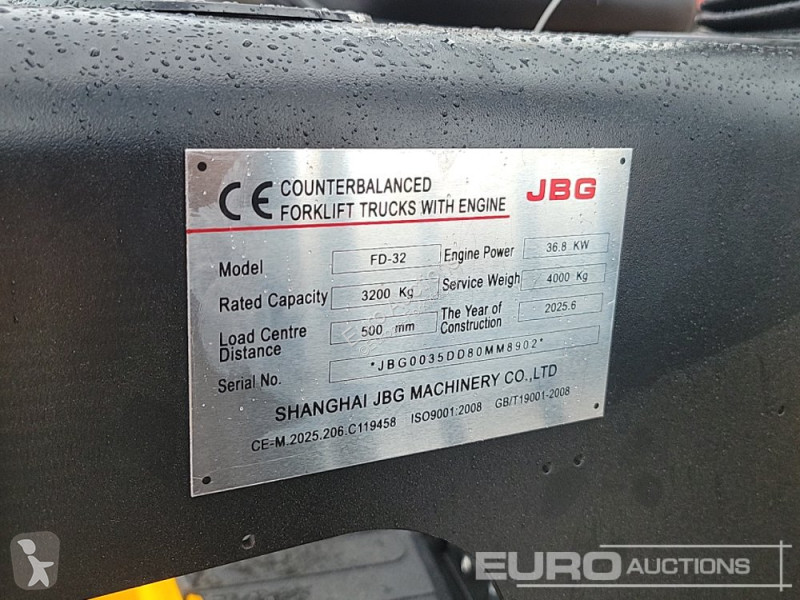 CE COUNTERBALANCED
FORKLIFT TRUCKS WITH ENGINE
JBG
Model FD-32 Engine Power 36.8 KW
Rated Capacity 3200 Kg Service Weigh 4000 Kg
Load Centre
Distance 500 mm The Year of
Construction 2025.6
Serial No. *JBG0035DD80MM8902*
SHANGHAI JBG MACHINERY CO.,LTD
CE-M.2025.206.C119458 ISO9001:2008 GB/T19001-2008
EURO AUCTIONS